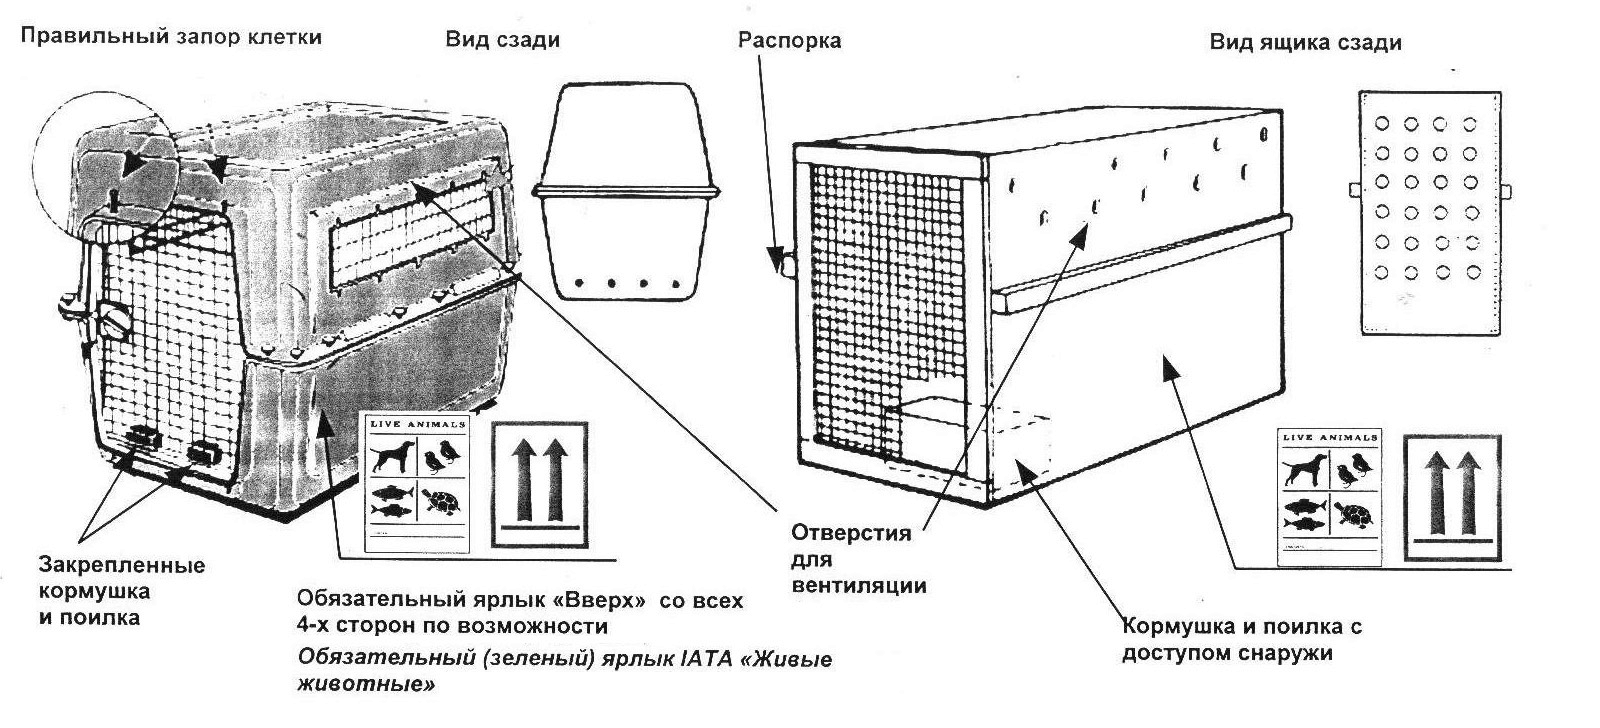 Правильный запор клетки
Вид сзади
Распорка
Вид ящика сзади
LIVE ANIMALS
LIVE ANIMALS
Закрепленные
кормушка
и поилка
Обязательный ярлык «Вверх» со всех
4-х сторон по возможности
Обязательный (зеленый) ярлык IATA «Живые
животные»
Отверстия
для
вентиляции
Кормушка и поилка с
доступом снаружи